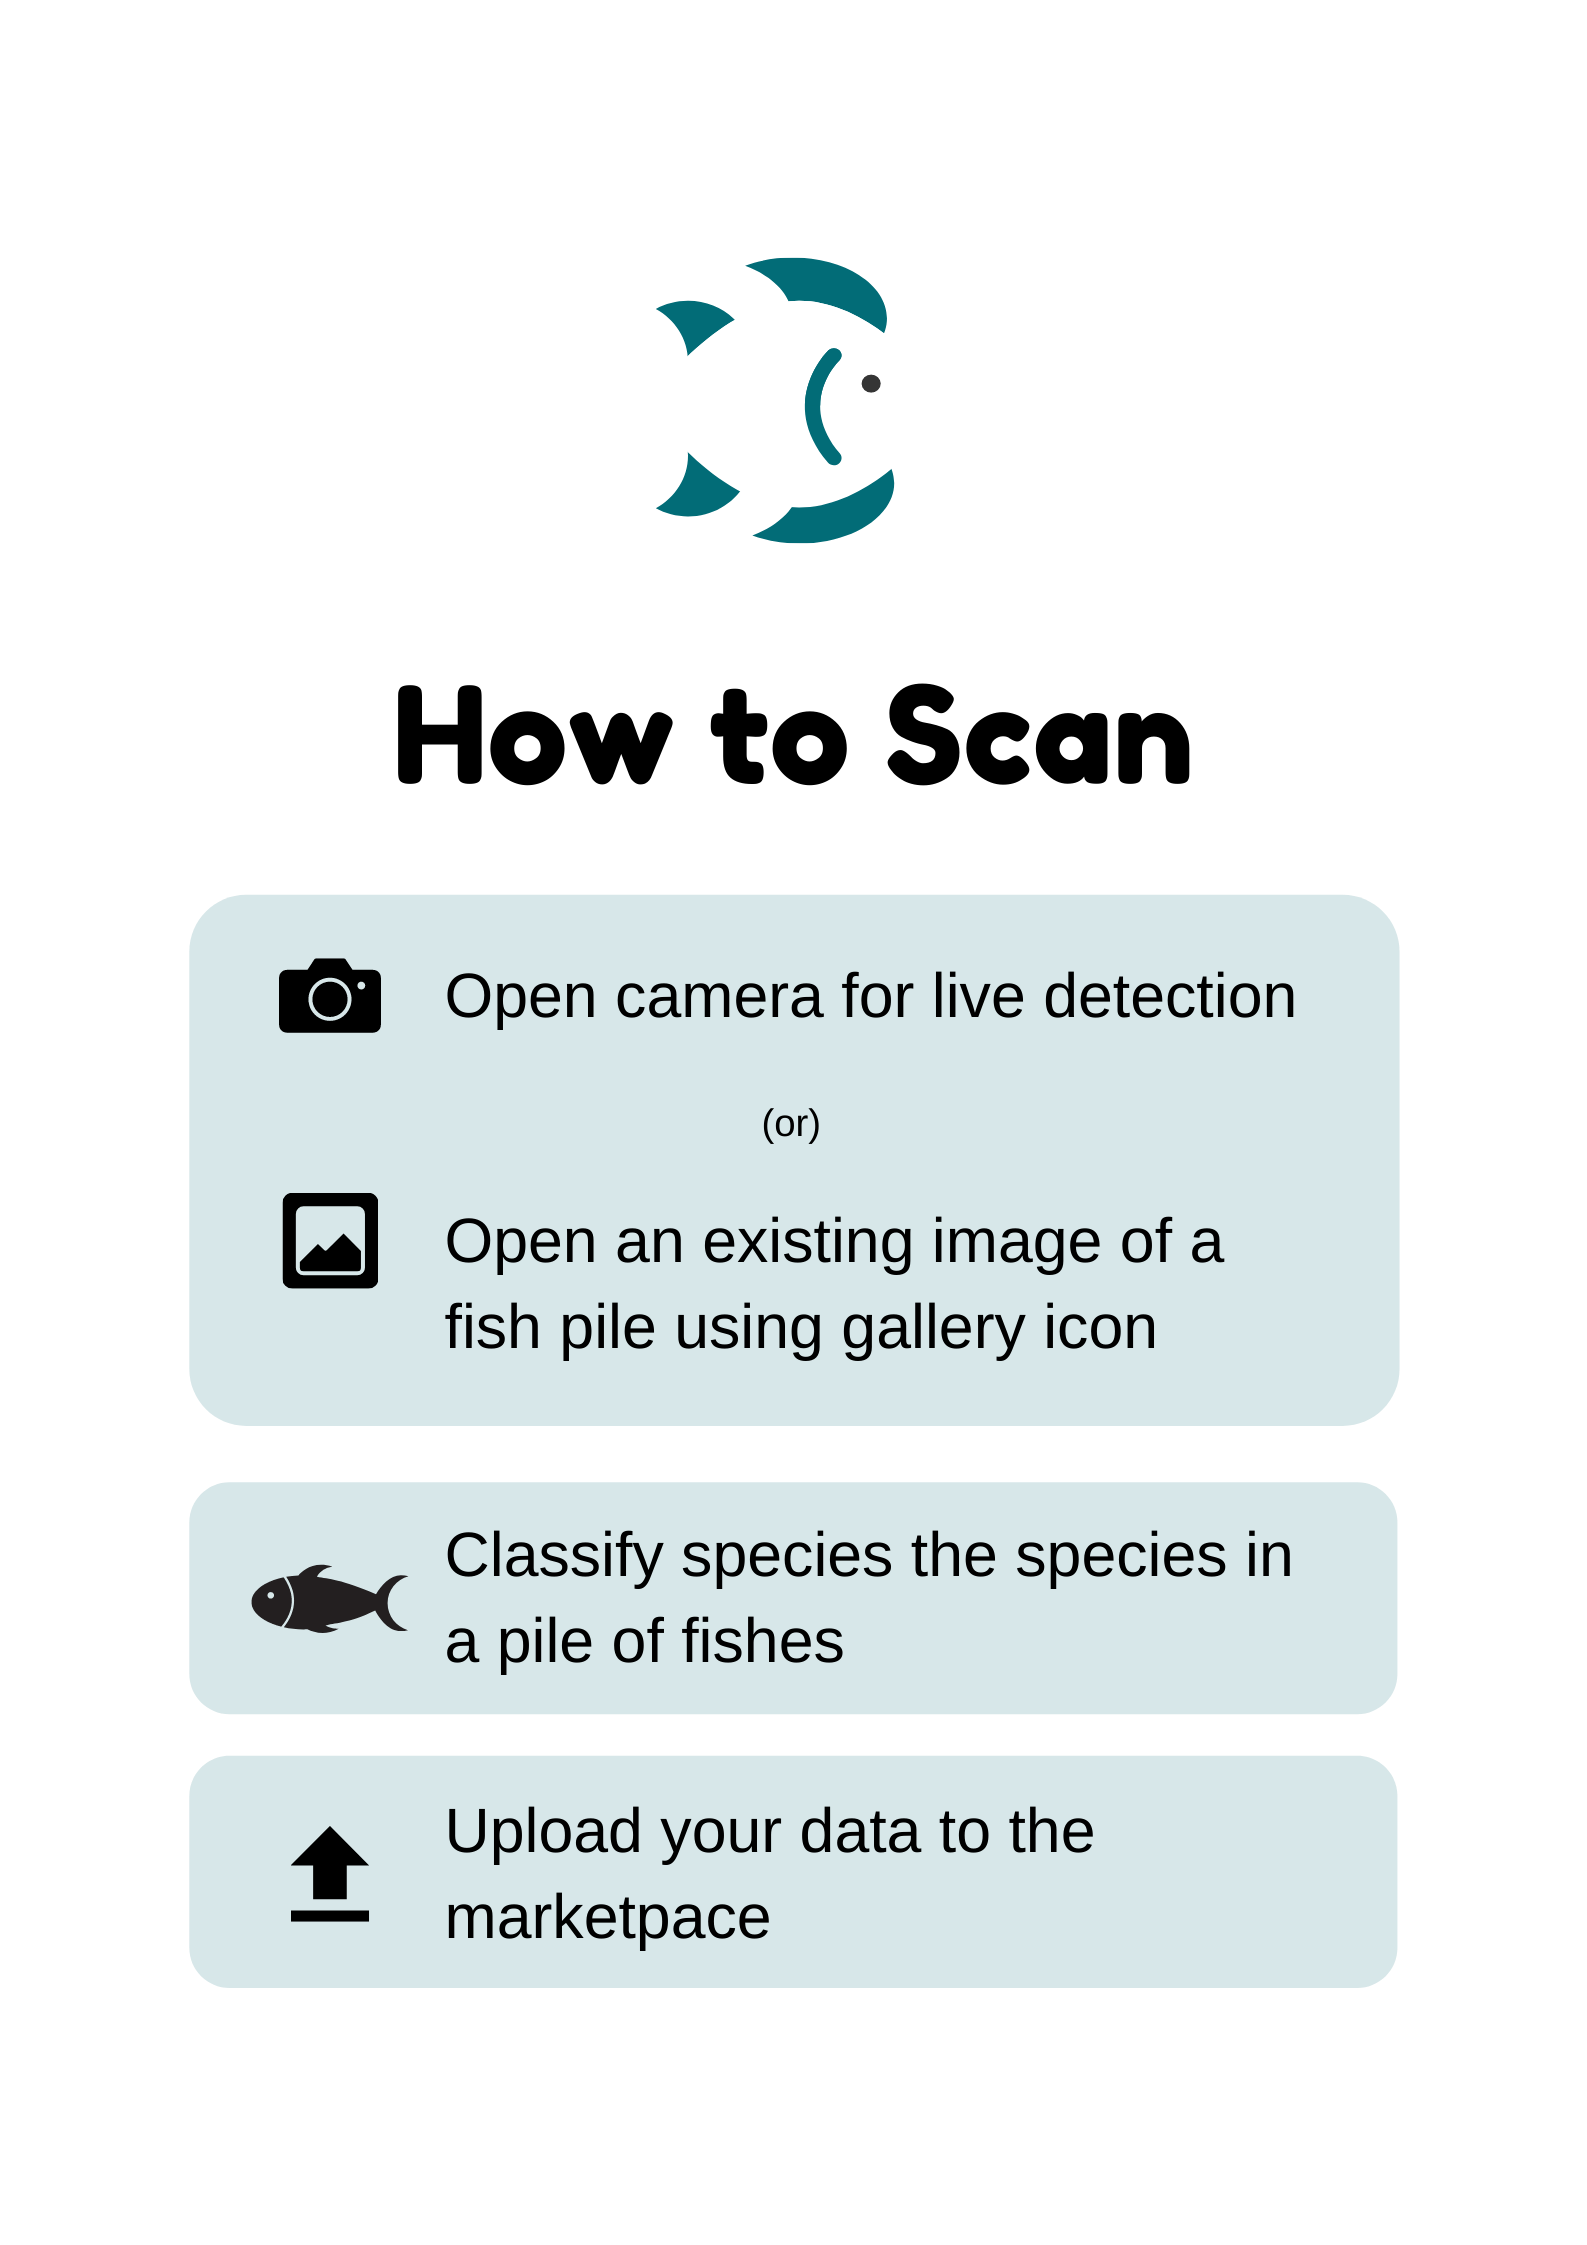 How to Scan
Open camera for live detection
(or)
Open an existing image of a
fish pile using gallery icon
Classify species the species in
a pile of fishes
Upload your data to the
marketpace